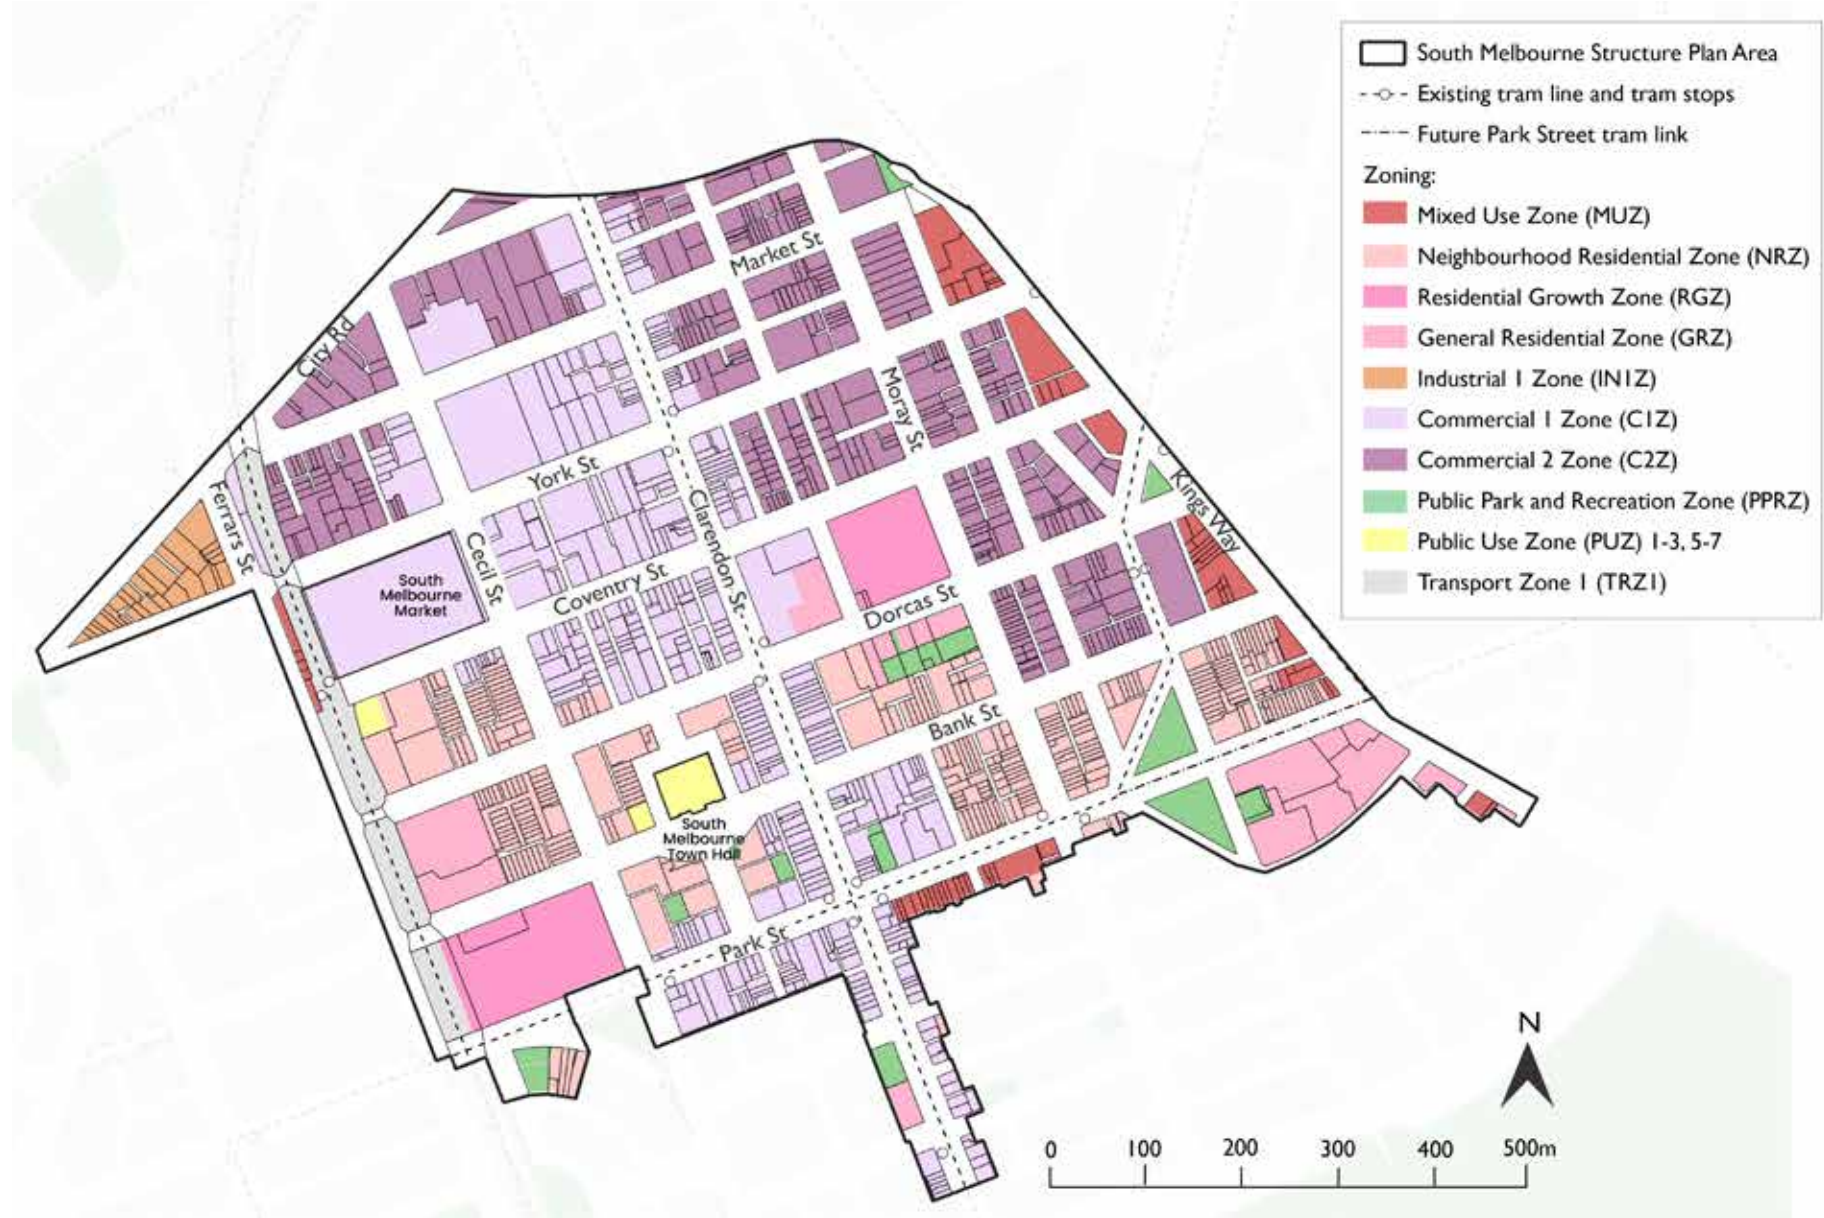 South Melbourne Structure Plan Area
Existing tram line and tram stops
Future Park Street tram link
Zoning:
Mixed Use Zone (MUZ)
Neighbourhood Residential Zone (NRZ)
Residential Growth Zone (RGZ)
General Residential Zone (GRZ)
Industrial 1 Zone (IN1Z)
Commercial 1 Zone (C1Z)
Commercial 2 Zone (C2Z)
Public Park and Recreation Zone (PPRZ)
Public Use Zone (PUZ) 1-3, 5-7
Transport Zone 1 (TRZ1)
Market St
City Rd
Moray St
York St
Kings Way
Ferrars St
Clarendon St
Cecil St
South
Melbourne
Market
Coventry St
Dorcas St
Bank St
South
Melbourne
Town Hall
Park St
N
0 100 200 300 400 500m